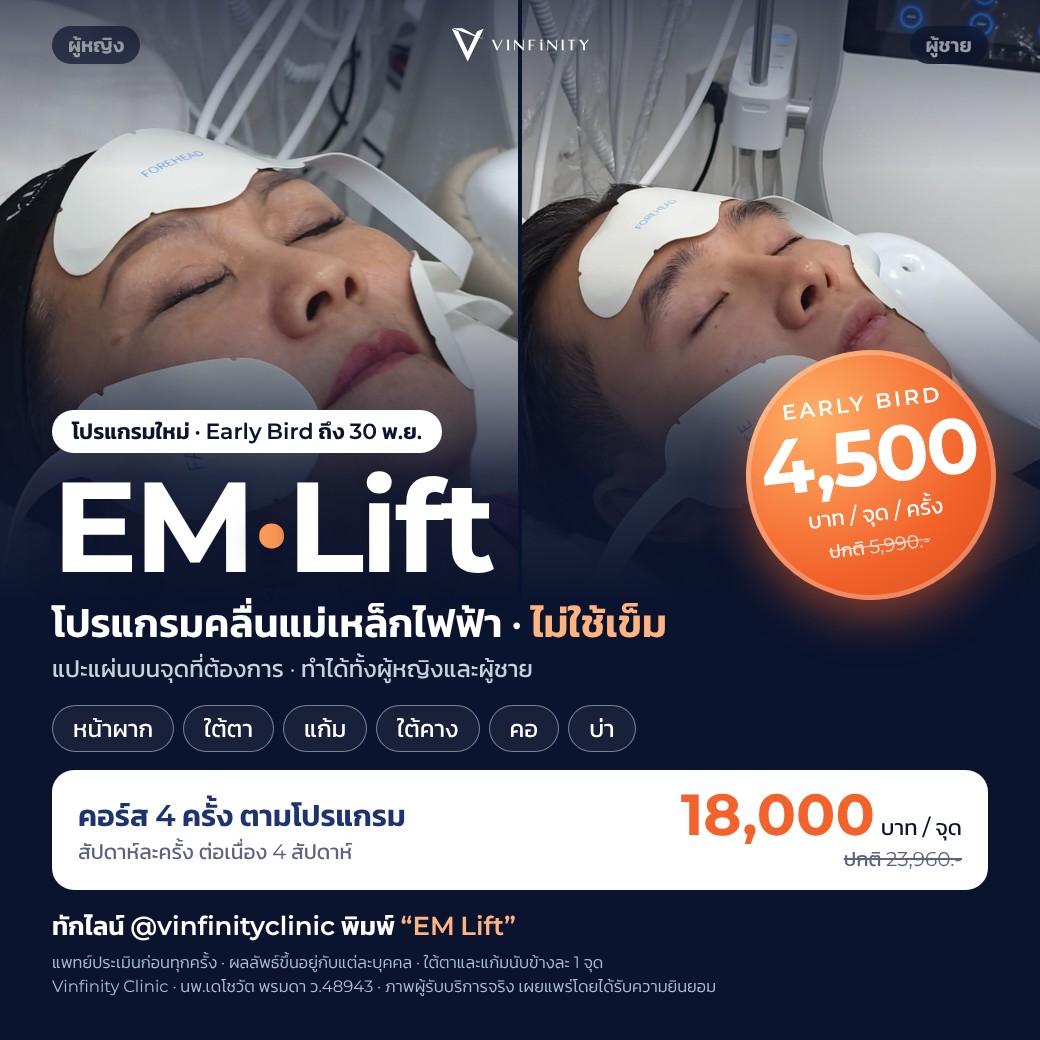 ผู้หญิง
VINFINITY
ผู้ชาย
FOREHEAD
FOREHEAD
EARLY BIRD
4,500
บาท / จุด / ครั้ง
ปกติ 5,990.-
โปรแกรมใหม่ · Early Bird ถึง 30 พ.ย.
EM·Lift
โปรแกรมคลื่นแม่เหล็กไฟฟ้า · ไม่ใช้เข็ม
แปะแผ่นบนจุดที่ต้องการ · ทำได้ทั้งผู้หญิงและผู้ชาย
หน้าผาก ใต้ตา แก้ม ใต้คาง คอ บ่า
คอร์ส 4 ครั้ง ตามโปรแกรม
สัปดาห์ละครั้ง ต่อเนื่อง 4 สัปดาห์
18,000 บาท / จุด
ปกติ 23,960.-
ทักไลน์ @vinfinityclinic พิมพ์ “EM Lift”
แพทย์ประเมินก่อนทุกครั้ง · ผลลัพธ์ขึ้นอยู่กับแต่ละบุคคล · ใต้ตาและแก้มนับข้างละ 1 จุด
Vinfinity Clinic · นพ.เดโชวัต พรมดา ว.48943 · ภาพผู้รับบริการจริง เผยแพร่โดยได้รับความยินยอม